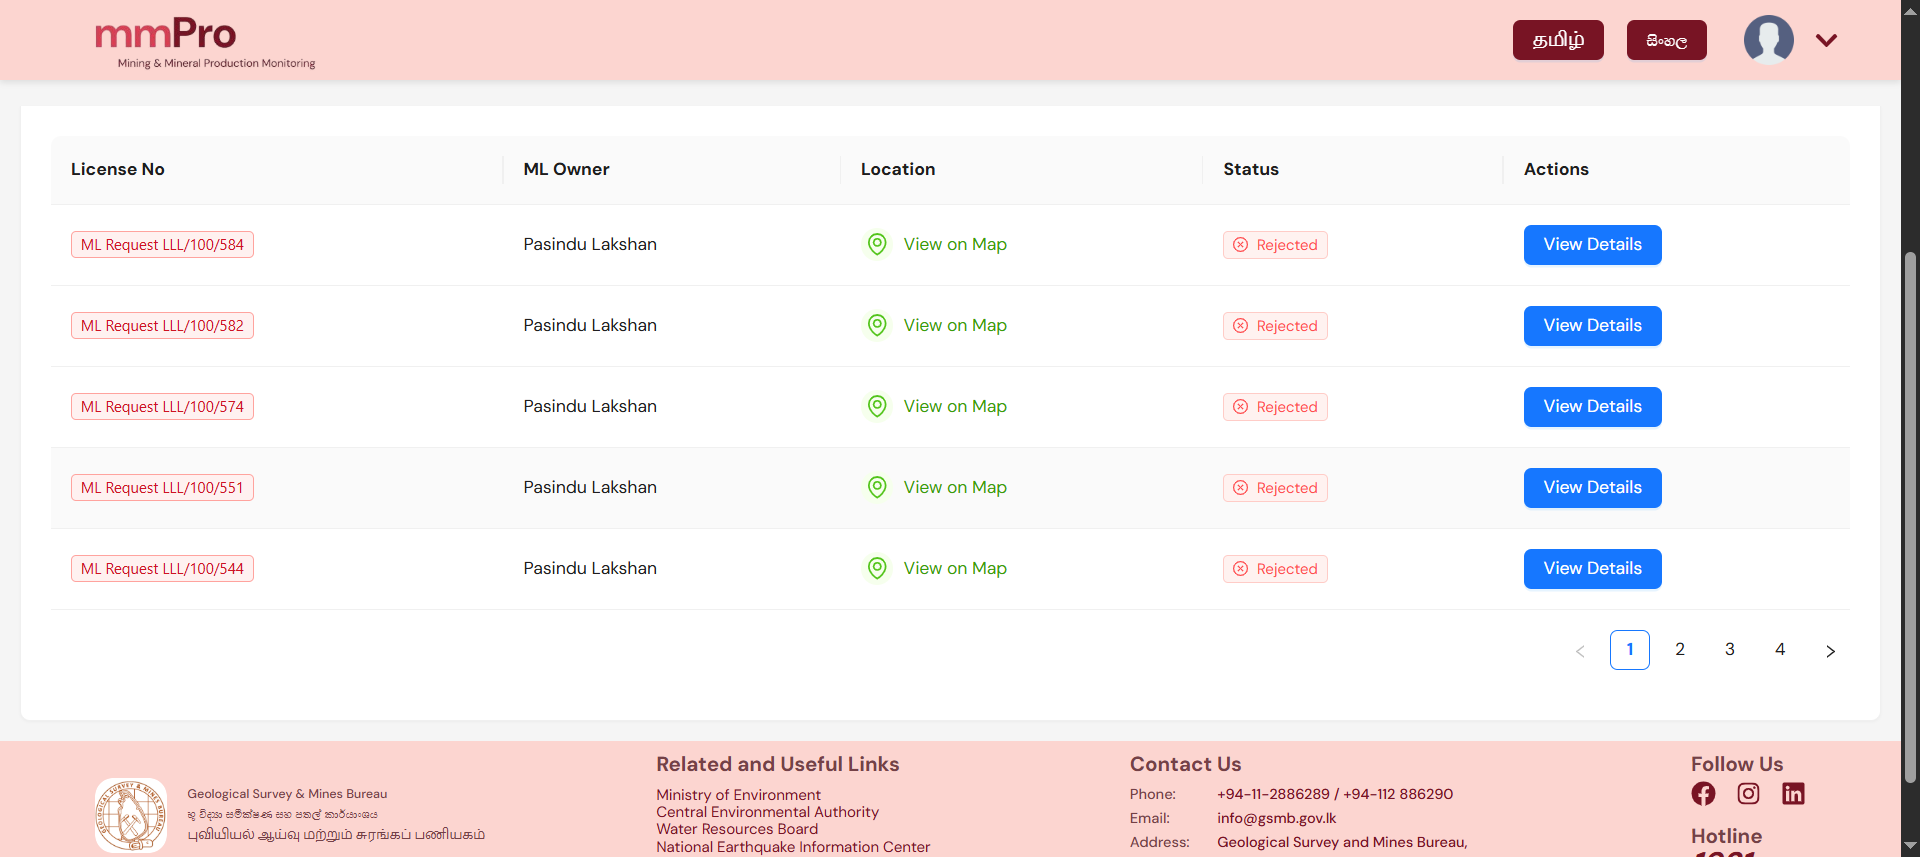 mmPro
Mining & Mineral Production Monitoring
தமிழ்
සිංහල
License No ML Owner Location Status Actions
ML Request LLL/100/584 Pasindu Lakshan View on Map Rejected View Details
ML Request LLL/100/582 Pasindu Lakshan View on Map Rejected View Details
ML Request LLL/100/574 Pasindu Lakshan View on Map Rejected View Details
ML Request LLL/100/551 Pasindu Lakshan View on Map Rejected View Details
ML Request LLL/100/544 Pasindu Lakshan View on Map Rejected View Details
< 1 2 3 4 >
Geological Survey & Mines Bureau
භූ විද්‍යා සමීක්ෂණ සහ පතල් කාර්යාංශය
புவியியல் ஆய்வு மற்றும் சுரங்கப் பணியகம்
Related and Useful Links
Ministry of Environment
Central Environmental Authority
Water Resources Board
National Earthquake Information Center
Contact Us
Phone: +94-11-2886289 / +94-112 886290
Email: info@gsmb.gov.lk
Address: Geological Survey and Mines Bureau,
Follow Us
Hotline